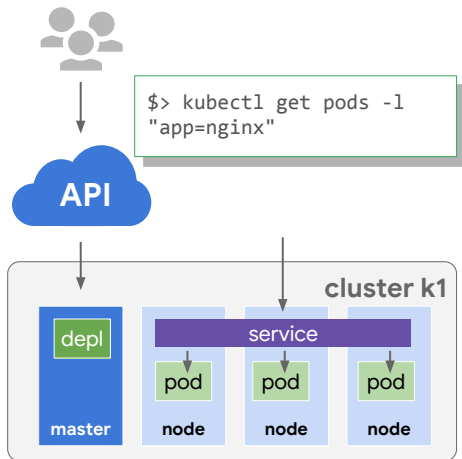 $> kubectl get pods -l
"app=nginx"
API
cluster k1
depl
service
pod
pod
pod
master
node
node
node